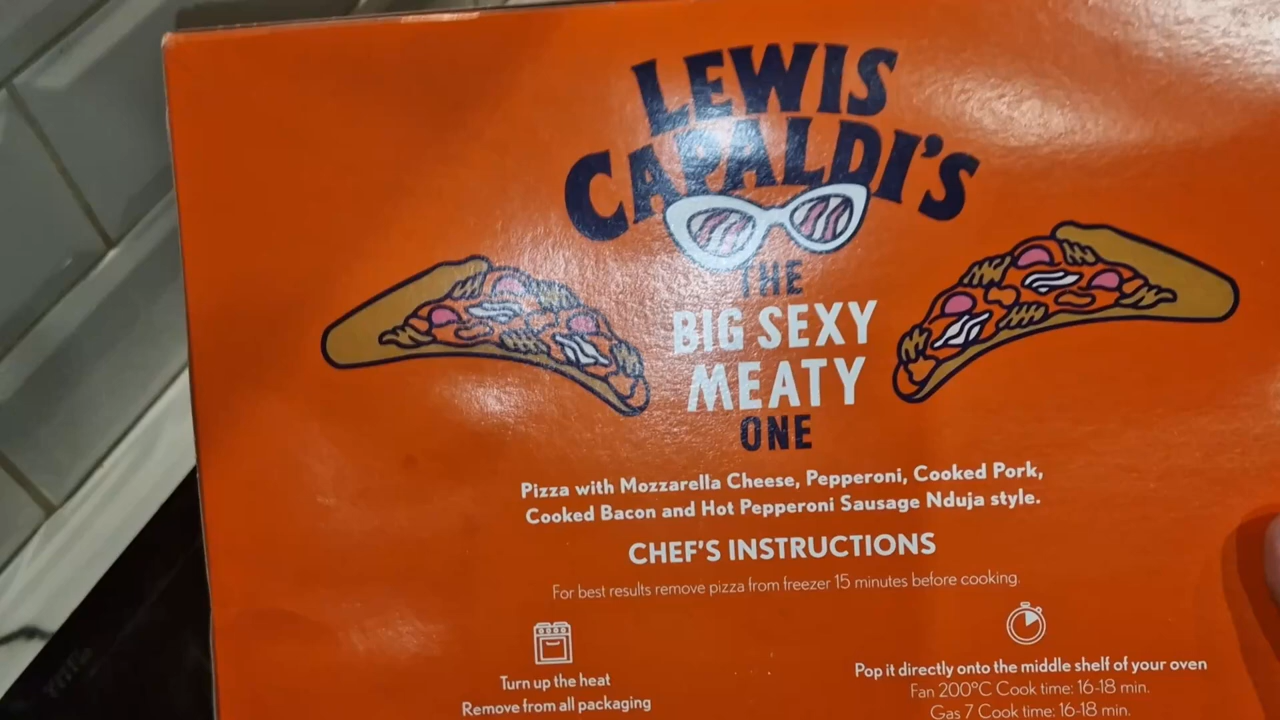 LEWIS
CAPALDI'S
THE
BIG SEXY
MEATY
ONE
Pizza with Mozzarella Cheese, Pepperoni, Cooked Pork,
Cooked Bacon and Hot Pepperoni Sausage Nduja style.
CHEF'S INSTRUCTIONS
For best results remove pizza from freezer 15 minutes before cooking.
Turn up the heat
Remove from all packaging
Pop it directly onto the middle shelf of your oven
Fan 200°C Cook time: 16-18 min.
Gas 7 Cook time: 16-18 min.